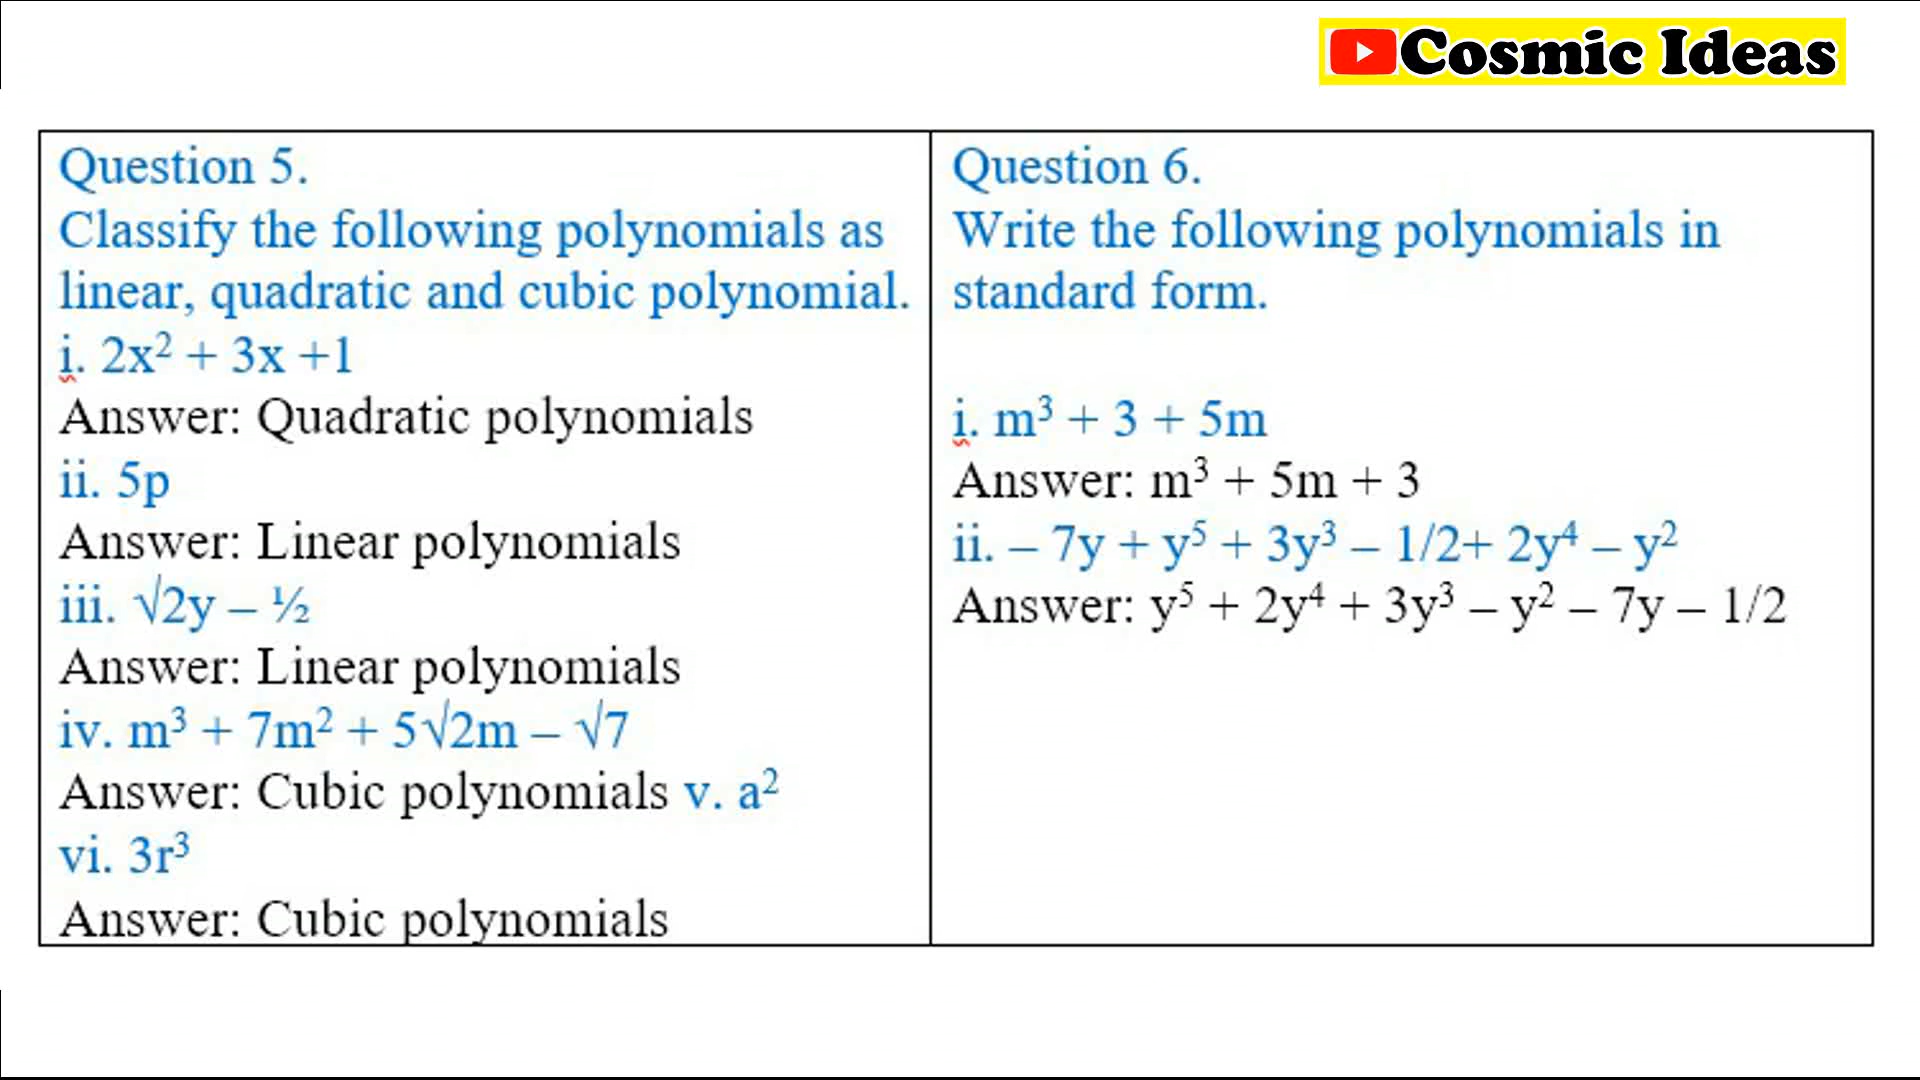 Cosmic Ideas
Question 5.
Classify the following polynomials as
linear, quadratic and cubic polynomial.
i. 2x² + 3x +1
Answer: Quadratic polynomials
ii. 5p
Answer: Linear polynomials
iii. √2y – ½
Answer: Linear polynomials
iv. m³ + 7m² + 5√2m – √7
Answer: Cubic polynomials v. a²
vi. 3r³
Answer: Cubic polynomials
Question 6.
Write the following polynomials in
standard form.
i. m³ + 3 + 5m
Answer: m³ + 5m + 3
ii. – 7y + y⁵ + 3y³ – 1/2+ 2y⁴ – y²
Answer: y⁵ + 2y⁴ + 3y³ – y² – 7y – 1/2